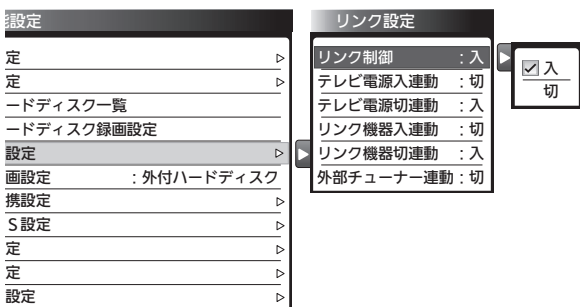 設定
定
定
ードディスク一覧
ードディスク録画設定
設定
画設定 ：外付ハードディスク
携設定
Ｓ設定
定
定
設定
リンク設定
リンク制御 ：入
テレビ電源入連動 ：切
テレビ電源切連動 ：入
リンク機器入連動 ：切
リンク機器切連動 ：入
外部チューナー連動：切
入
切